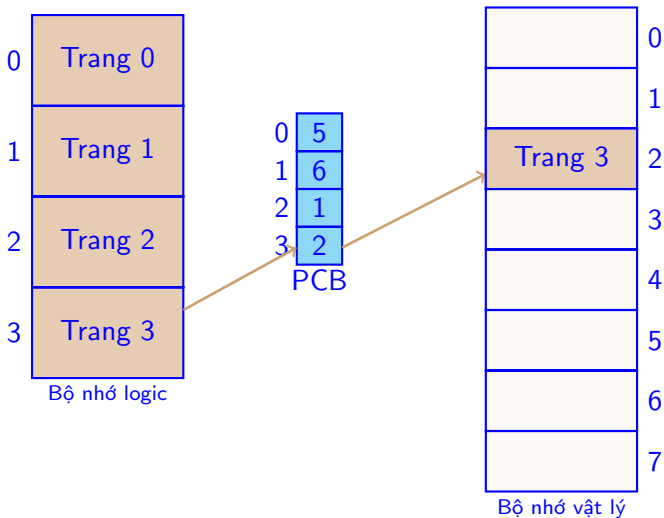 0 Trang 0
1 Trang 1
2 Trang 2
3 Trang 3
Bộ nhớ logic
0 5
1 6
2 1
3 2
PCB
0
1
Trang 3 2
3
4
5
6
7
Bộ nhớ vật lý